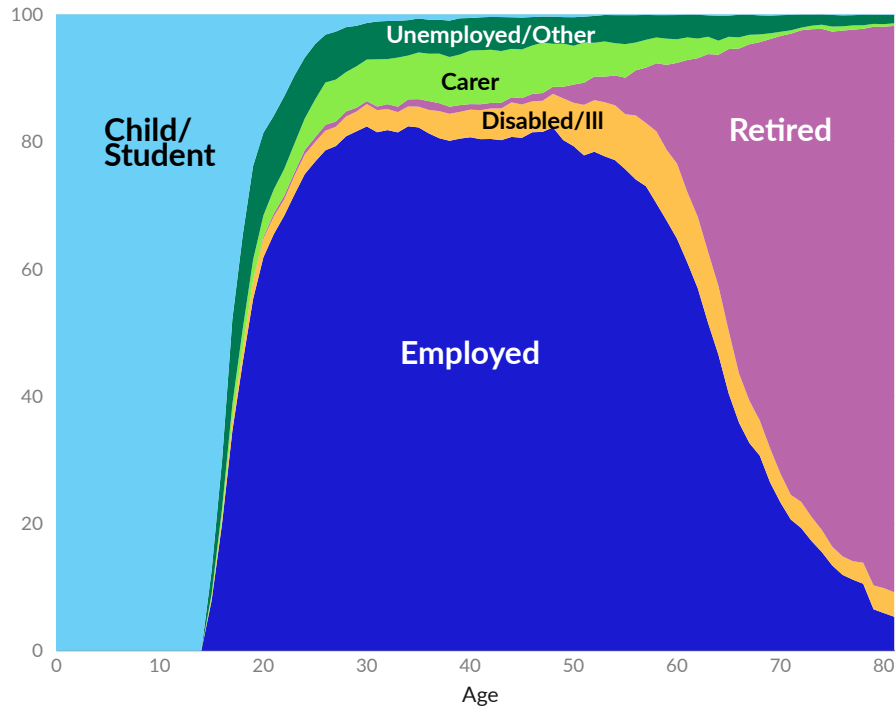 100
80
60
40
20
0
Unemployed/Other
Carer
Disabled/Ill
Child/
Student
Retired
Employed
0 10 20 30 40 50 60 70 80
Age